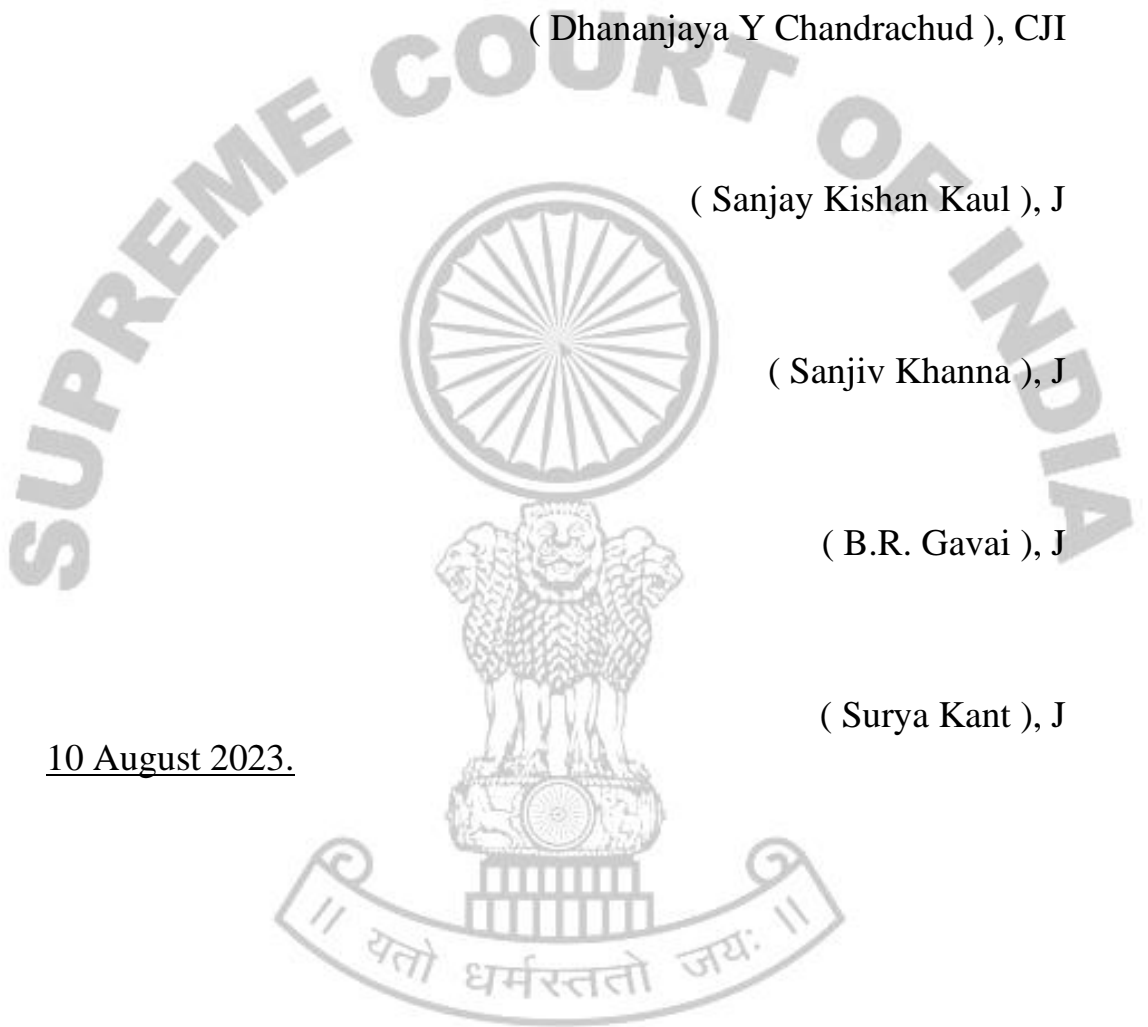 SUPREME COURT OF INDIA
( Dhananjaya Y Chandrachud ), CJI
( Sanjay Kishan Kaul ), J
( Sanjiv Khanna ), J
( B.R. Gavai ), J
( Surya Kant ), J
10 August 2023.
॥ यतो धर्मस्ततो जयः ॥